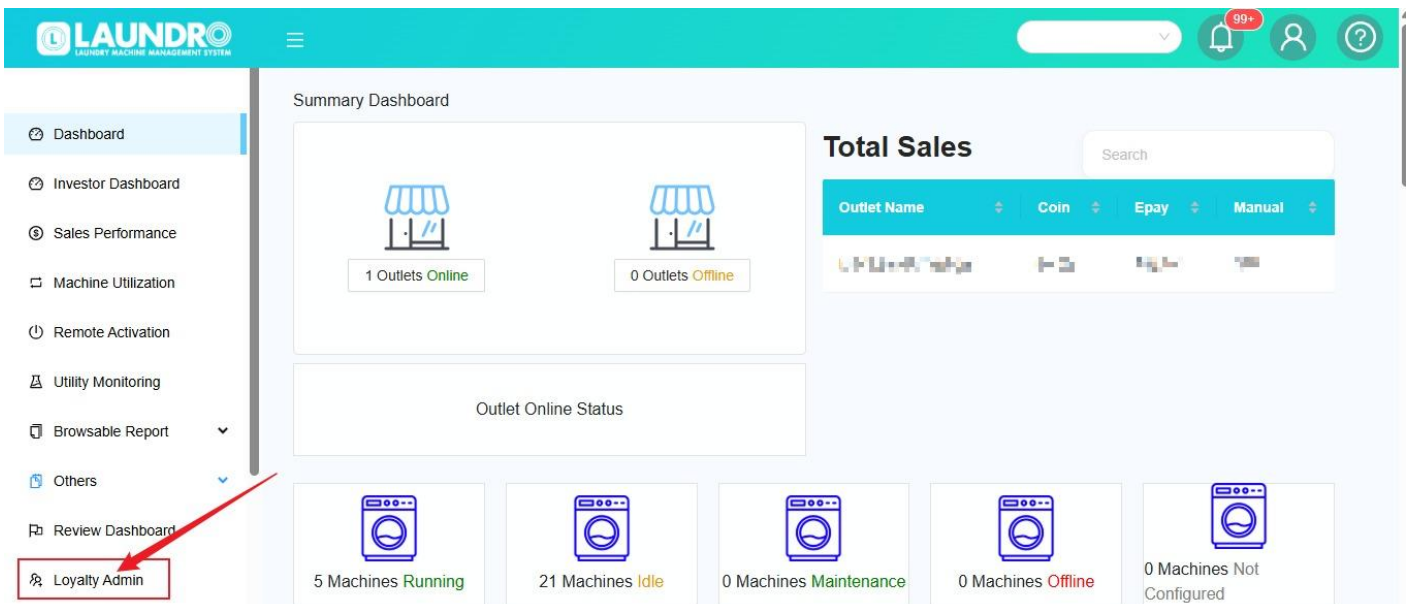 LAUNDRO
LAUNDRY MACHINE MANAGEMENT SYSTEM
99+
Dashboard
Investor Dashboard
Sales Performance
Machine Utilization
Remote Activation
Utility Monitoring
Browsable Report
Others
Review Dashboard
Loyalty Admin
Summary Dashboard
1 Outlets Online
0 Outlets Offline
Outlet Online Status
Total Sales
Search
Outlet Name Coin Epay Manual
5 Machines Running
21 Machines Idle
0 Machines Maintenance
0 Machines Offline
0 Machines Not
Configured